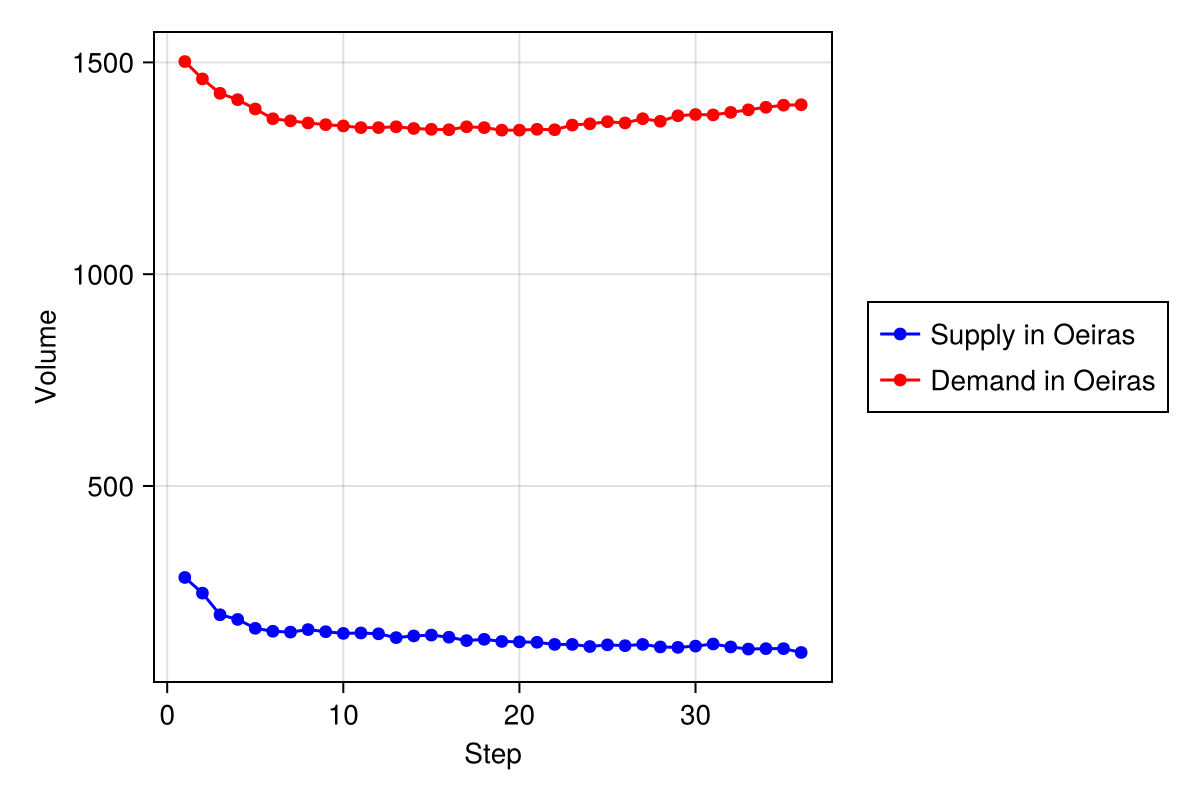 1500
1000
500
Volume
0 10 20 30
Step
Supply in Oeiras
Demand in Oeiras